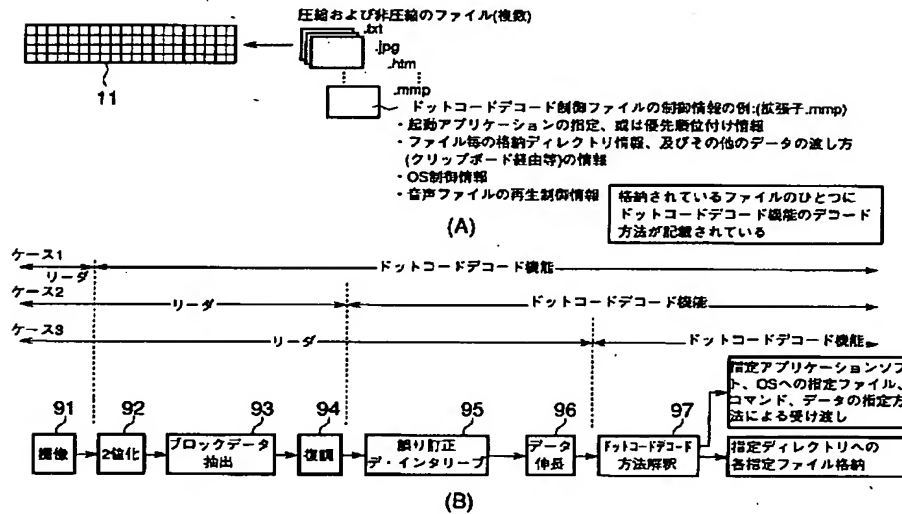 圧縮および非圧縮のファイル(複数)
.txt
.jpg
.htm
.mmp
11
ドットコードデコード制御ファイルの制御情報の例:(拡張子.mmp)
・起動アプリケーションの指定、或は優先順位付け情報
・ファイル毎の格納ディレクトリ情報、及びその他のデータの渡し方
(クリップボード経由等)の情報
・OS制御情報
・音声ファイルの再生制御情報
格納されているファイルのひとつに
ドットコードデコード機能のデコード
方法が記載されている
(A)
ケース1
リーダ
ドットコードデコード機能
ケース2
リーダ
ドットコードデコード機能
ケース3
リーダ
ドットコードデコード機能
91
92
93
94
95
96
97
撮像
2値化
ブロックデータ
抽出
復調
誤り訂正
デ・インタリーブ
データ
伸長
ドットコードデコード
方法解釈
指定アプリケーションソフ
ト、OSへの指定ファイル、
コマンド、データの指定方
法による受け渡し
指定ディレクトリへの
各指定ファイル格納
(B)